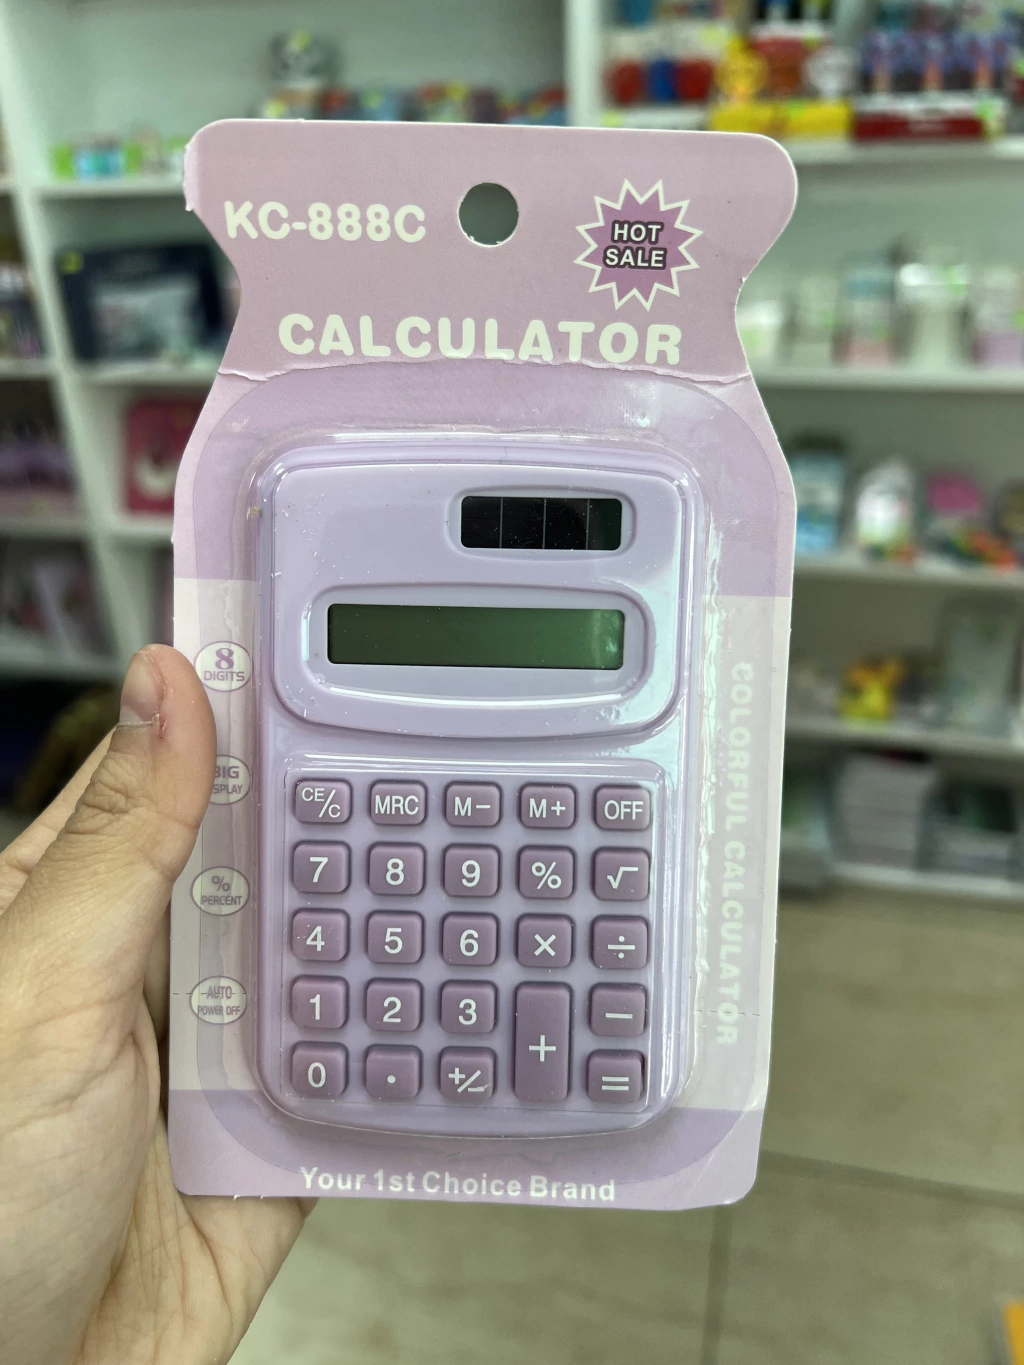 KC-888C
HOT
SALE
CALCULATOR
8
DIGITS
BIG
DISPLAY
%
PERCENT
AUTO
POWER OFF
COLORFUL CALCULATOR
CE/C MRC M− M+ OFF
7 8 9 % √
4 5 6 × ÷
1 2 3 + −
0 . +/− =
Your 1st Choice Brand